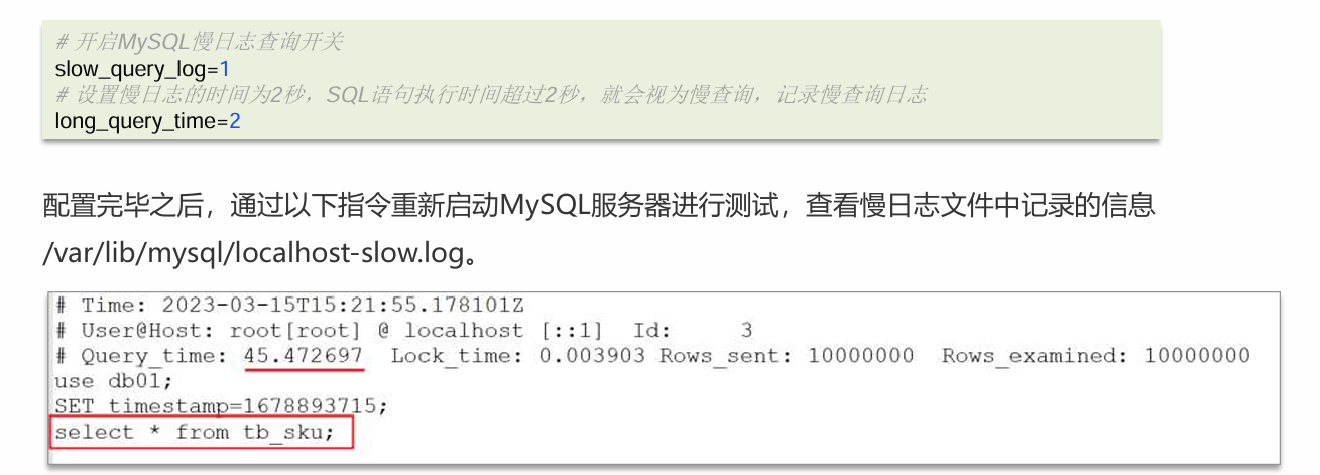 # 开启MySQL慢日志查询开关
slow_query_log=1
# 设置慢日志的时间为2秒，SQL语句执行时间超过2秒，就会视为慢查询，记录慢查询日志
long_query_time=2
配置完毕之后，通过以下指令重新启动MySQL服务器进行测试，查看慢日志文件中记录的信息
/var/lib/mysql/localhost-slow.log。
# Time: 2023-03-15T15:21:55.178101Z
# User@Host: root[root] @ localhost [::1]  Id:     3
# Query_time: 45.472697  Lock_time: 0.003903 Rows_sent: 10000000  Rows_examined: 10000000
use db01;
SET timestamp=1678893715;
select * from tb_sku;